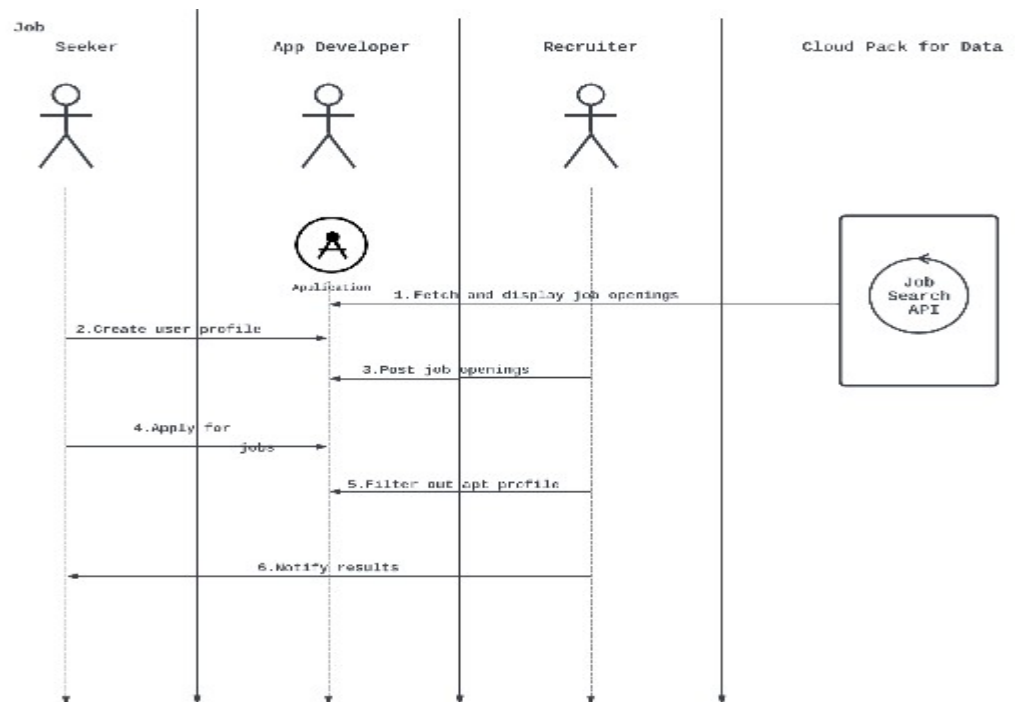 Job
Seeker
App Developer
Recruiter
Cloud Pack for Data
Application
Job
Search
API
1.Fetch and display job openings
2.Create user profile
3.Post job openings
4.Apply for
jobs
5.Filter out apt profile
6.Notify results